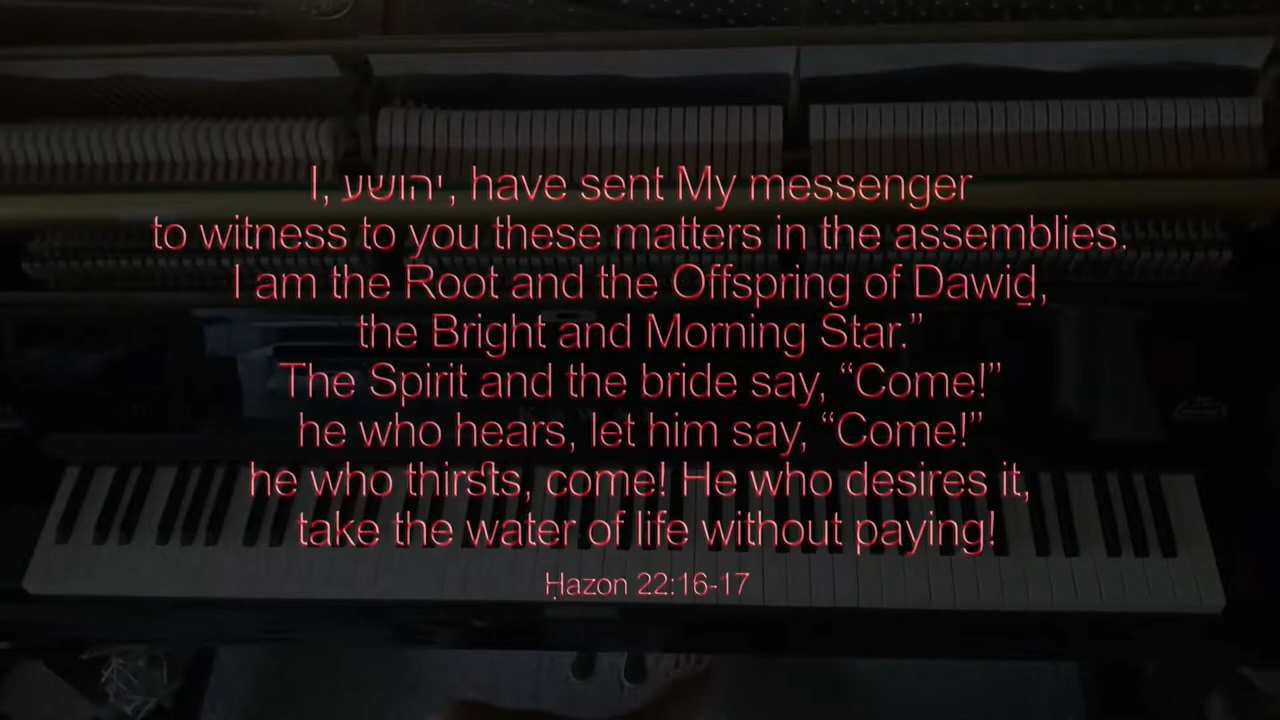 I, יהושע, have sent My messenger
to witness to you these matters in the assemblies.
I am the Root and the Offspring of Dawiḏ,
the Bright and Morning Star.”
The Spirit and the bride say, “Come!”
he who hears, let him say, “Come!”
he who thirsts, come! He who desires it,
take the water of life without paying!
Ḥazon 22:16-17